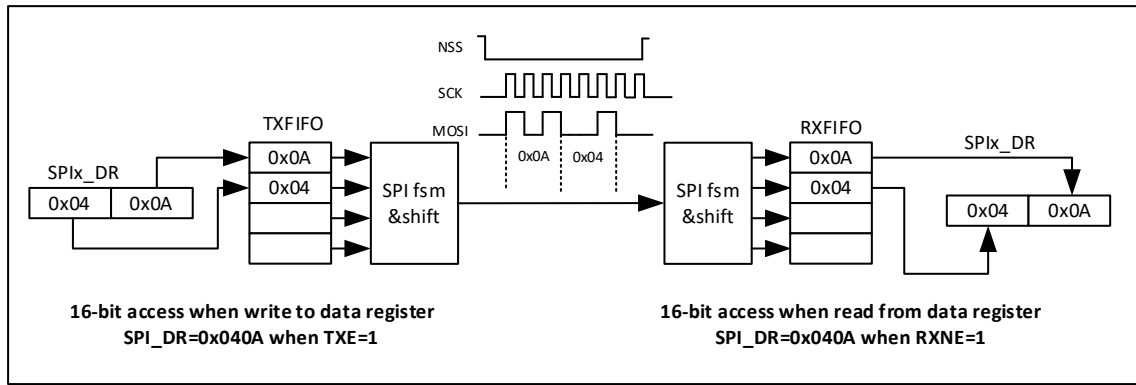 NSS
SCK
MOSI
0x0A 0x04
TXFIFO
0x0A
0x04
SPIx_DR
0x04 0x0A
SPI fsm
&shift
SPI fsm
&shift
RXFIFO
0x0A
0x04
SPIx_DR
0x04 0x0A
16-bit access when write to data register
SPI_DR=0x040A when TXE=1
16-bit access when read from data register
SPI_DR=0x040A when RXNE=1